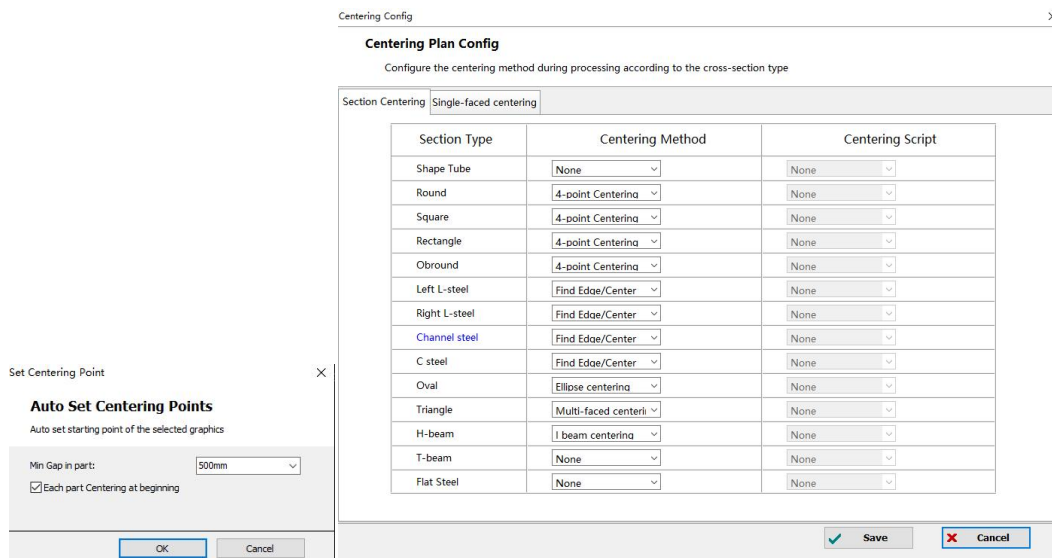 Centering Config
Centering Plan Config
Configure the centering method during processing according to the cross-section type
Section Centering Single-faced centering
Section Type Centering Method Centering Script
Shape Tube None None
Round 4-point Centering None
Square 4-point Centering None
Rectangle 4-point Centering None
Obround 4-point Centering None
Left L-steel Find Edge/Center None
Right L-steel Find Edge/Center None
Channel steel Find Edge/Center None
C steel Find Edge/Center None
Oval Ellipse centering None
Triangle Multi-faced centeri None
H-beam I beam centering None
T-beam None None
Flat Steel None None
Save Cancel
Set Centering Point
Auto Set Centering Points
Auto set starting point of the selected graphics
Min Gap in part: 500mm
Each part Centering at beginning
OK Cancel